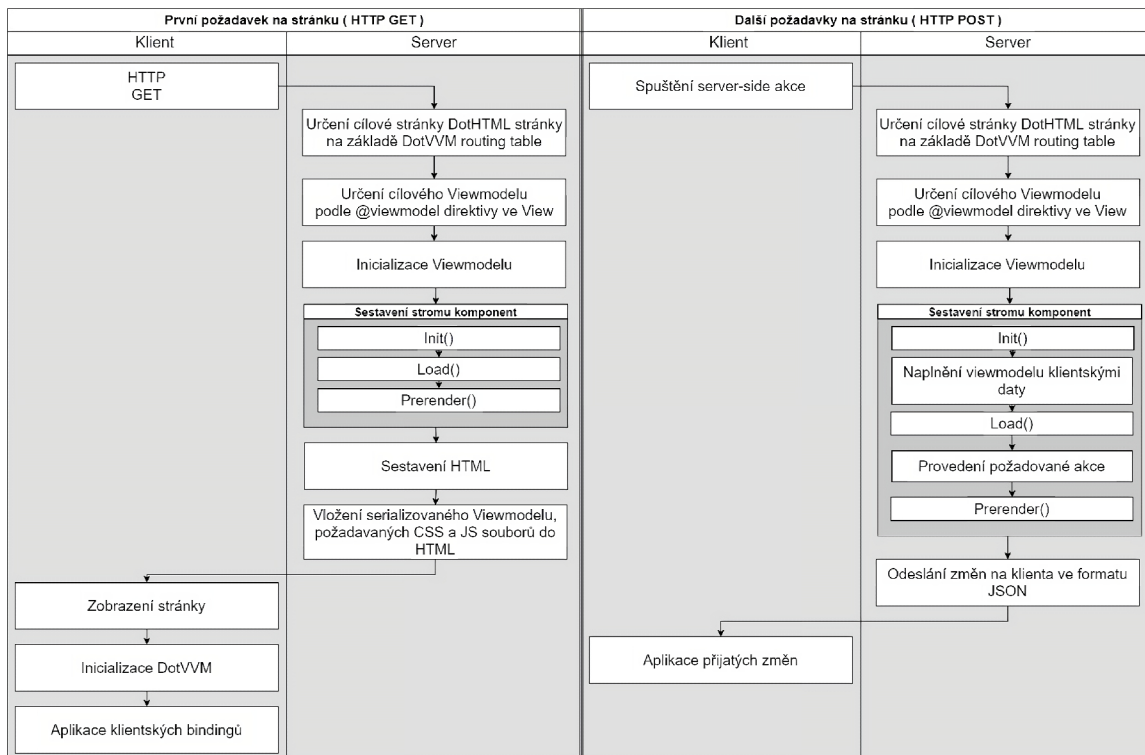 První požadavek na stránku ( HTTP GET )
Klient
Server
HTTP
GET
Určení cílové stránky DotHTML stránky
na základě DotVVM routing table
Určení cílového Viewmodelu
podle @viewmodel direktivy ve View
Inicializace Viewmodelu
Sestavení stromu komponent
Init()
Load()
Prerender()
Sestavení HTML
Vložení serializovaného Viewmodelu,
požadavaných CSS a JS souborů do
HTML
Zobrazení stránky
Inicializace DotVVM
Aplikace klientských bindingů
Další požadavky na stránku ( HTTP POST )
Klient
Server
Spuštění server-side akce
Určení cílové stránky DotHTML stránky
na základě DotVVM routing table
Určení cílového Viewmodelu
podle @viewmodel direktivy ve View
Inicializace Viewmodelu
Sestavení stromu komponent
Init()
Naplnění viewmodelu klientskými
daty
Load()
Provedení požadované akce
Prerender()
Odeslání změn na klienta ve formatu
JSON
Aplikace přijatých změn